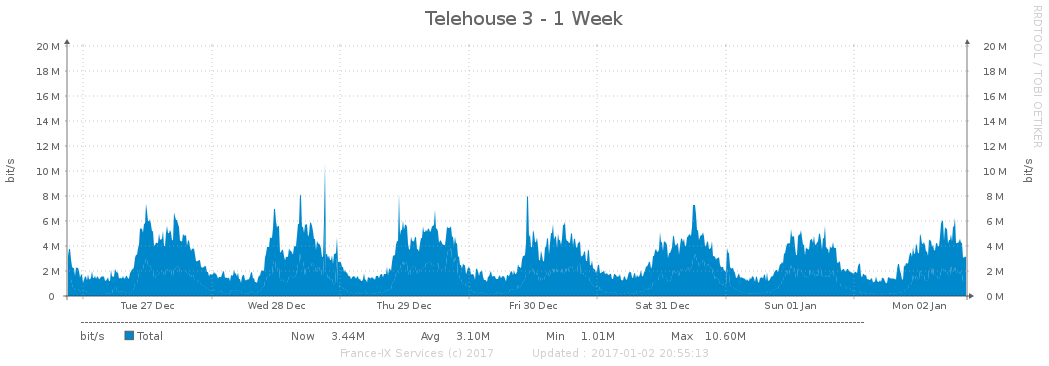 Telehouse 3 - 1 Week
RRDTOOL / TOBI OETIKER
bit/s
20 M 20 M
18 M 18 M
16 M 16 M
14 M 14 M
12 M 12 M
10 M 10 M
8 M 8 M
6 M 6 M
4 M 4 M
2 M 2 M
0 0 M
bit/s
Tue 27 Dec Wed 28 Dec Thu 29 Dec Fri 30 Dec Sat 31 Dec Sun 01 Jan Mon 02 Jan
bit/s Total Now 3.44M Avg 3.10M Min 1.01M Max 10.60M
France-IX Services (c) 2017 Updated : 2017-01-02 20:55:13